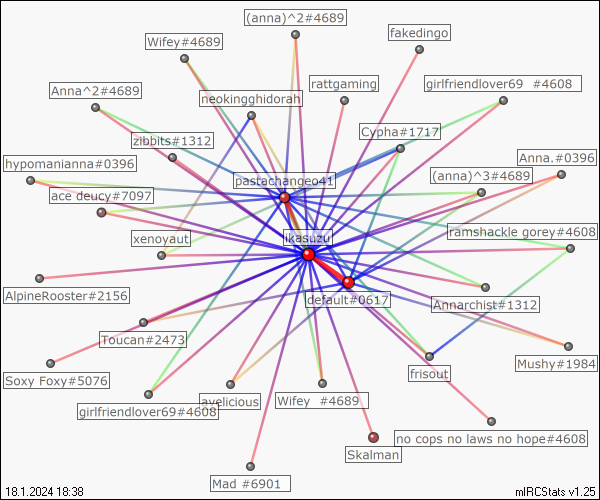 (anna)^2#4689
Wifey#4689
fakedingo
Anna^2#4689
rattgaming
girlfriendlover69 #4608
neokingghidorah
zibbits#1312
Cypha#1717
hypomanianna#0396
Anna.#0396
(anna)^3#4689
pastachangeo41
ace deucy#7097
xenoyaut
ikasuzu
ramshackle gorey#4608
AlpineRooster#2156
default#0617
Annarchist#1312
Toucan#2473
Mushy#1984
Soxy Foxy#5076
frisout
girlfriendlover69#4608
avelicious
Wifey #4689
no cops no laws no hope#4608
Skalman
Mad #6901
18.1.2024 18:38
mIRCStats v1.25